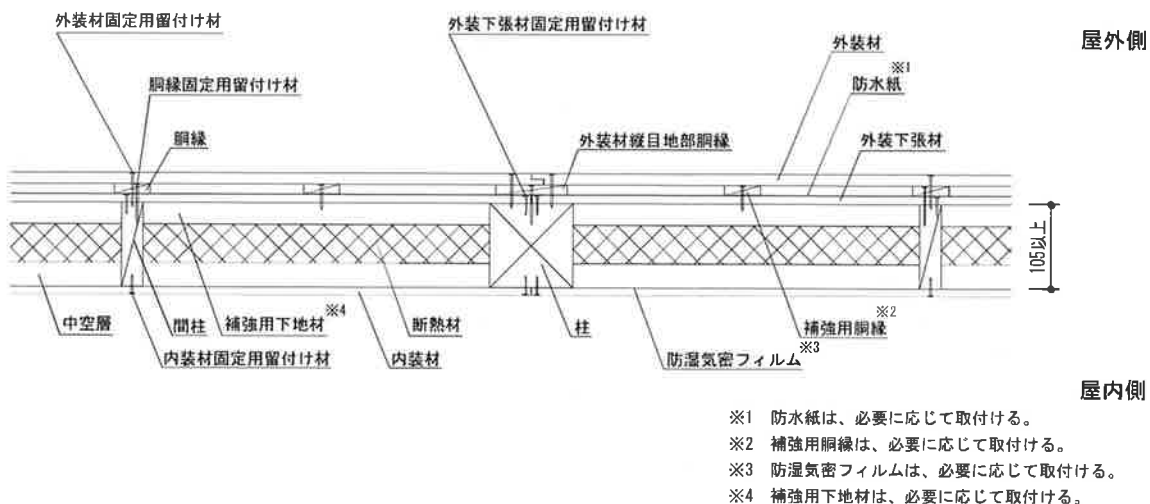 外装材固定用留付け材
外装下張材固定用留付け材
屋外側
外装材
防水紙※1
胴縁固定用留付け材
胴縁
外装材縦目地部胴縁
外装下張材
105以上
中空層
間柱
補強用下地材※4
断熱材
柱
補強用胴縁※2
内装材固定用留付け材
内装材
防湿気密フィルム※3
屋内側
※1 防水紙は、必要に応じて取付ける。
※2 補強用胴縁は、必要に応じて取付ける。
※3 防湿気密フィルムは、必要に応じて取付ける。
※4 補強用下地材は、必要に応じて取付ける。